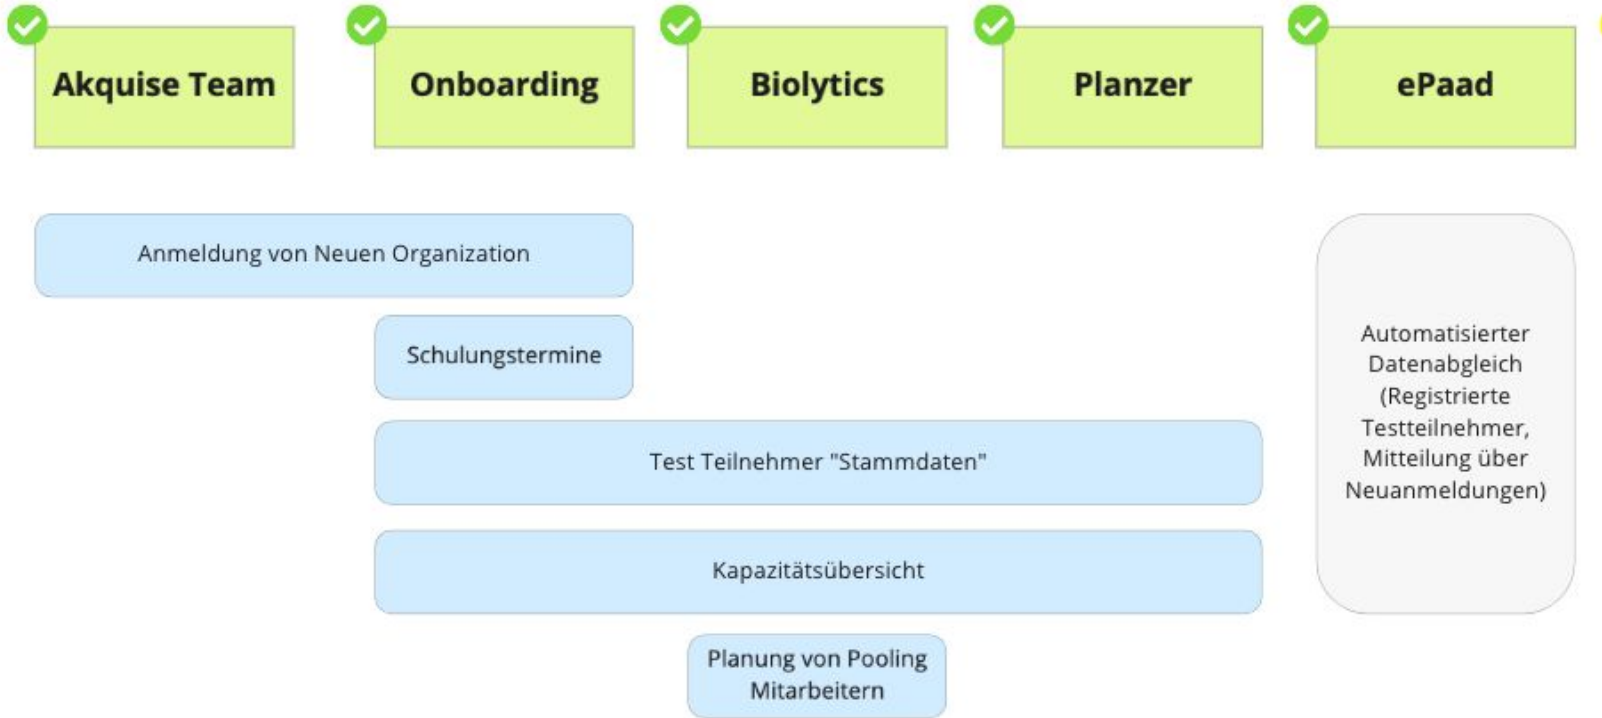 Akquise Team
Onboarding
Biolytics
Planzer
ePaad
Anmeldung von Neuen Organization
Schulungstermine
Test Teilnehmer "Stammdaten"
Kapazitätsübersicht
Planung von Pooling
Mitarbeitern
Automatisierter
Datenabgleich
(Registrierte
Testteilnehmer,
Mitteilung über
Neuanmeldungen)